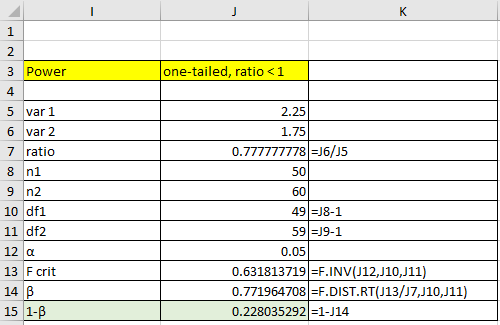 I J K
1
2
3 Power one-tailed, ratio < 1
4
5 var 1 2.25
6 var 2 1.75
7 ratio 0.777777778 =J6/J5
8 n1 50
9 n2 60
10 df1 49 =J8-1
11 df2 59 =J9-1
12 α 0.05
13 F crit 0.631813719 =F.INV(J12,J10,J11)
14 β 0.771964708 =F.DIST.RT(J13/J7,J10,J11)
15 1-β 0.228035292 =1-J14